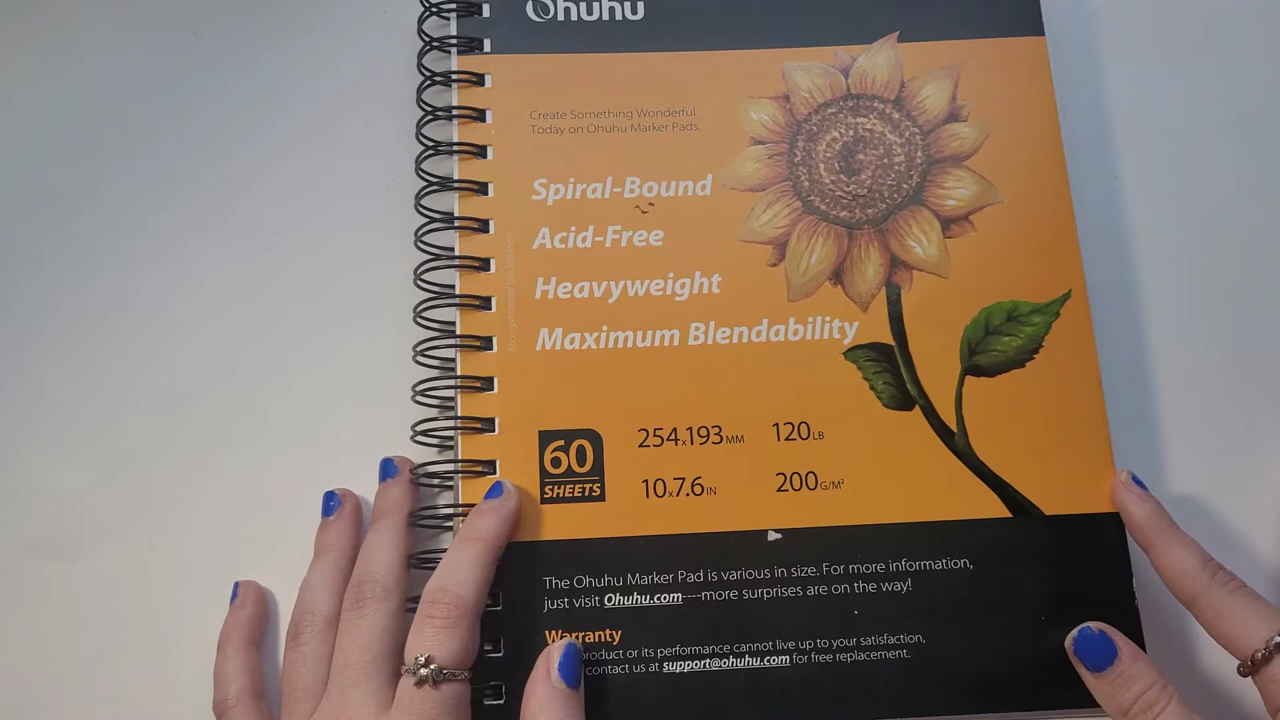 Ohuhu
Create Something Wonderful
Today on Ohuhu Marker Pads.
Spiral-Bound
Acid-Free
Heavyweight
Maximum Blendability
60
SHEETS
254x193MM
120LB
10x7.6IN
200G/M²
The Ohuhu Marker Pad is various in size. For more information,
just visit Ohuhu.com----more surprises are on the way!
Warranty
product or its performance cannot live up to your satisfaction,
contact us at support@ohuhu.com for free replacement.